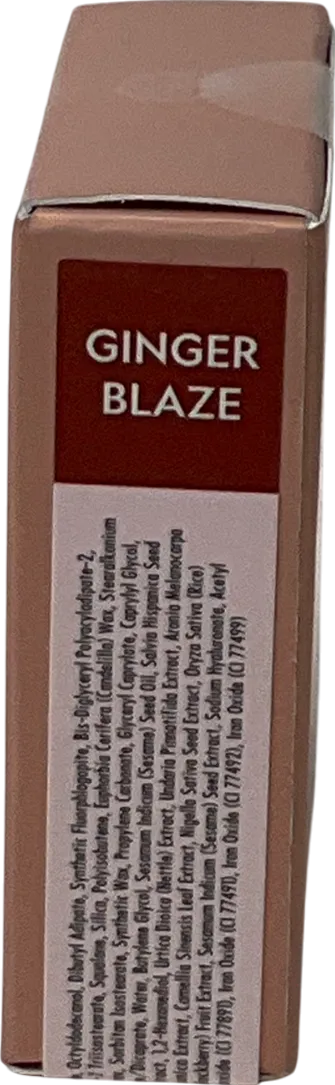 GINGER
BLAZE
, Octyldodecanol, Dibutyl Adipate, Synthetic Fluorphlogopite, Bis-Diglyceryl Polyacyladipate-2,
Triisostearate, Squalane, Silica, Polyisobutene, Euphorbia Cerifera (Candelilla) Wax, Stearalkonium
, Sorbitan Isostearate, Synthetic Wax, Propylene Carbonate, Glyceryl Caprylate, Caprylyl Glycol,
/Dicaprate, Water, Butylene Glycol, Sesamum Indicum (Sesame) Seed Oil, Salvia Hispanica Seed
1,2-Hexanediol, Urtica Dioica (Nettle) Extract, Undaria Pinnatifida Extract, Aronia Melanocarpa
Extract, Camellia Sinensis Leaf Extract, Nigella Sativa Seed Extract, Oryza Sativa (Rice)
ckberry) Fruit Extract, Sesamum Indicum (Sesame) Seed Extract, Sodium Hyaluronate, Acetyl
(CI 77891), Iron Oxide (CI 77491), Iron Oxide (CI 77492), Iron Oxide (CI 77499)